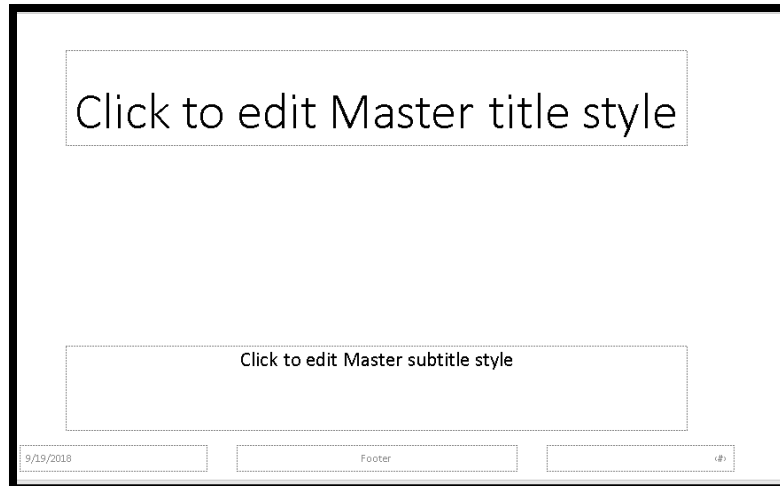 Click to edit Master title style
Click to edit Master subtitle style
9/19/2018
Footer
‹#›